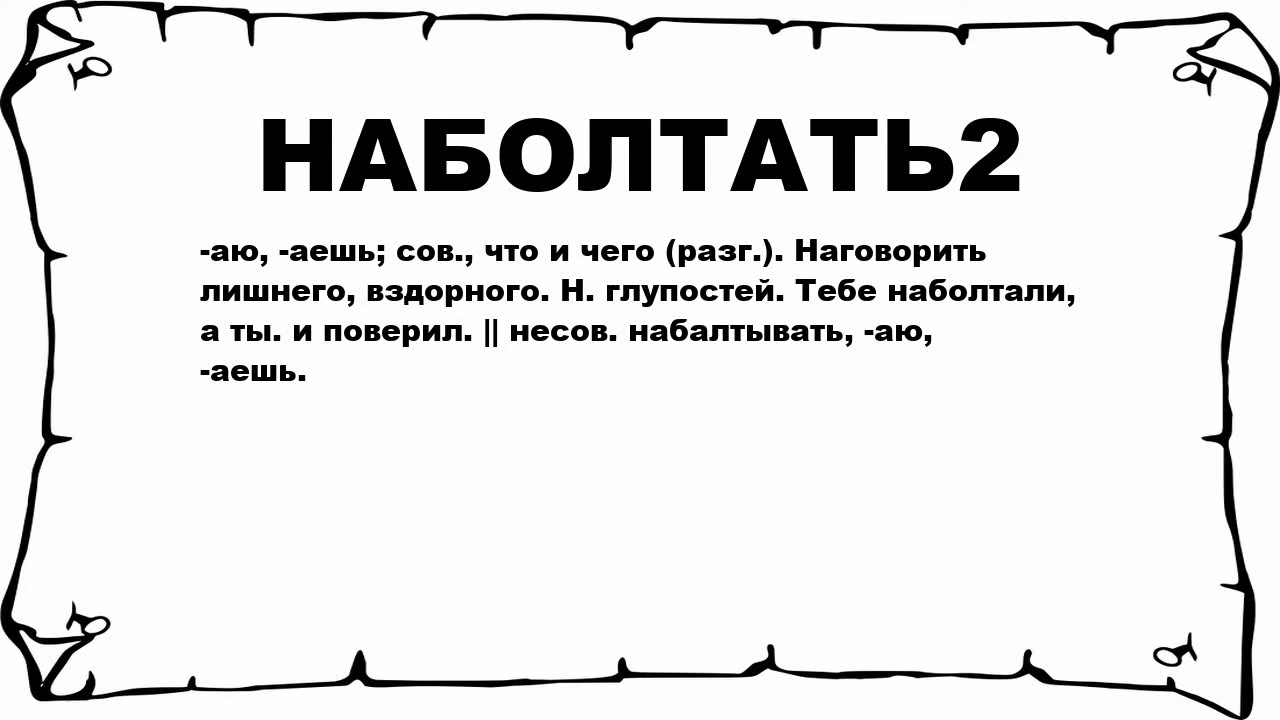 НАБОЛТАТЬ2
-аю, -аешь; сов., что и чего (разг.). Наговорить
лишнего, вздорного. Н. глупостей. Тебе наболтали,
а ты. и поверил. || несов. набалтывать, -аю,
-аешь.